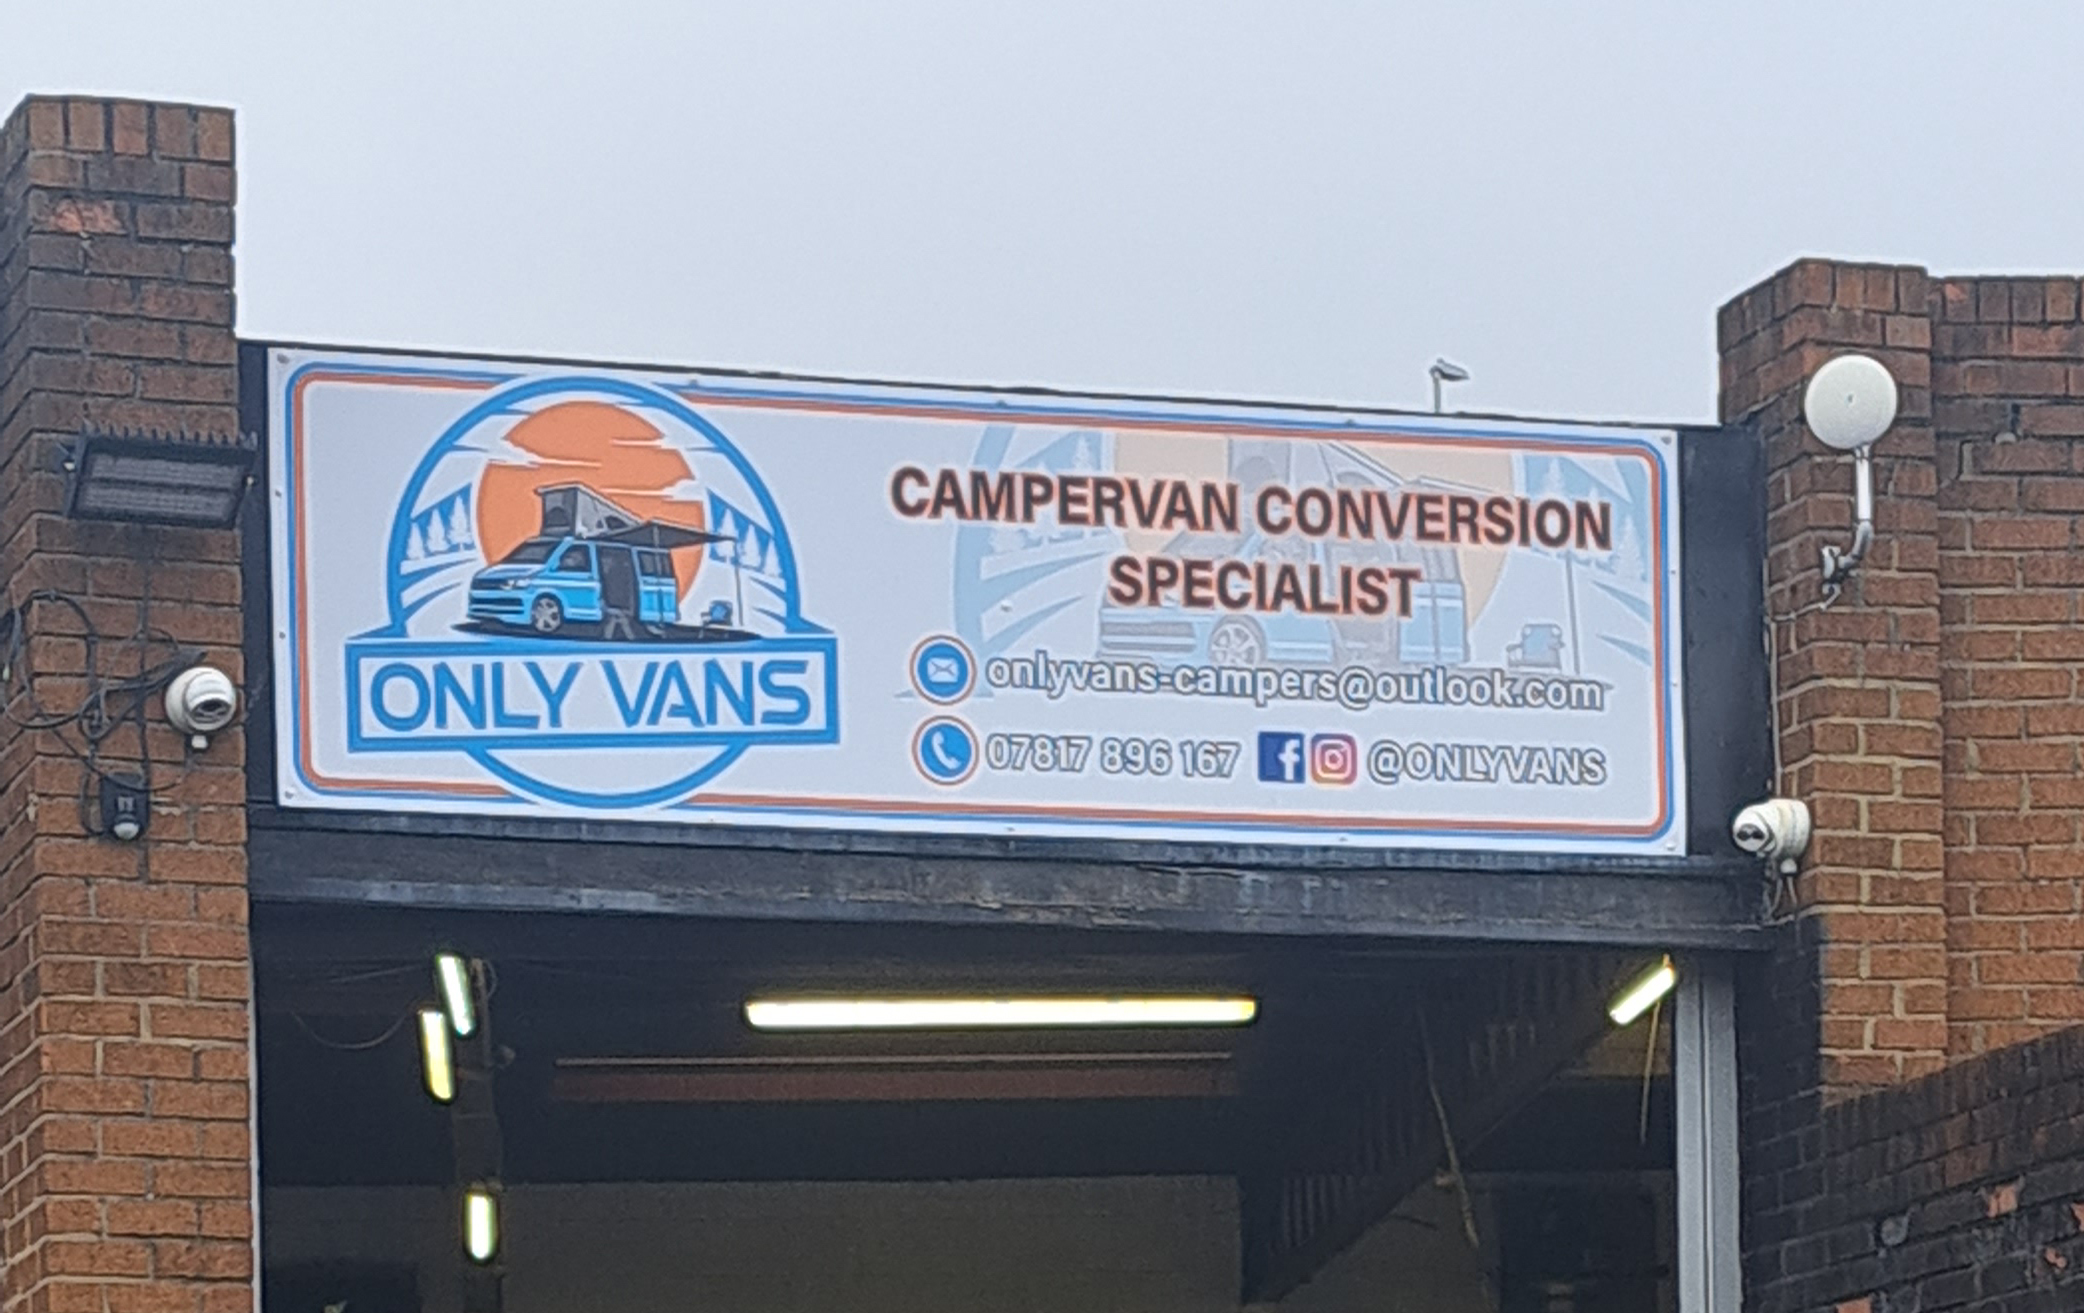 ONLY VANS
CAMPERVAN CONVERSION
SPECIALIST
onlyvans-campers@outlook.com
07817 896 167 @ONLYVANS